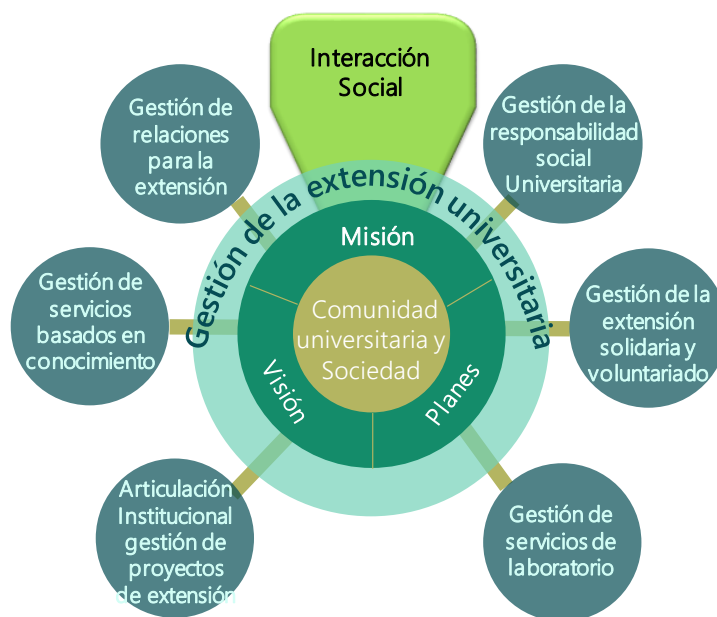 Interacción
Social
Gestión de
relaciones
para la
extensión
Gestión de la
responsabilidad
social
Universitaria
Gestión de la extensión universitaria
Misión
Gestión de
servicios
basados en
conocimiento
Comunidad
universitaria y
Sociedad
Gestión de la
extensión
solidaria y
voluntariado
Visión
Planes
Articulación
Institucional
gestión de
proyectos
de extensión
Gestión de
servicios de
laboratorio